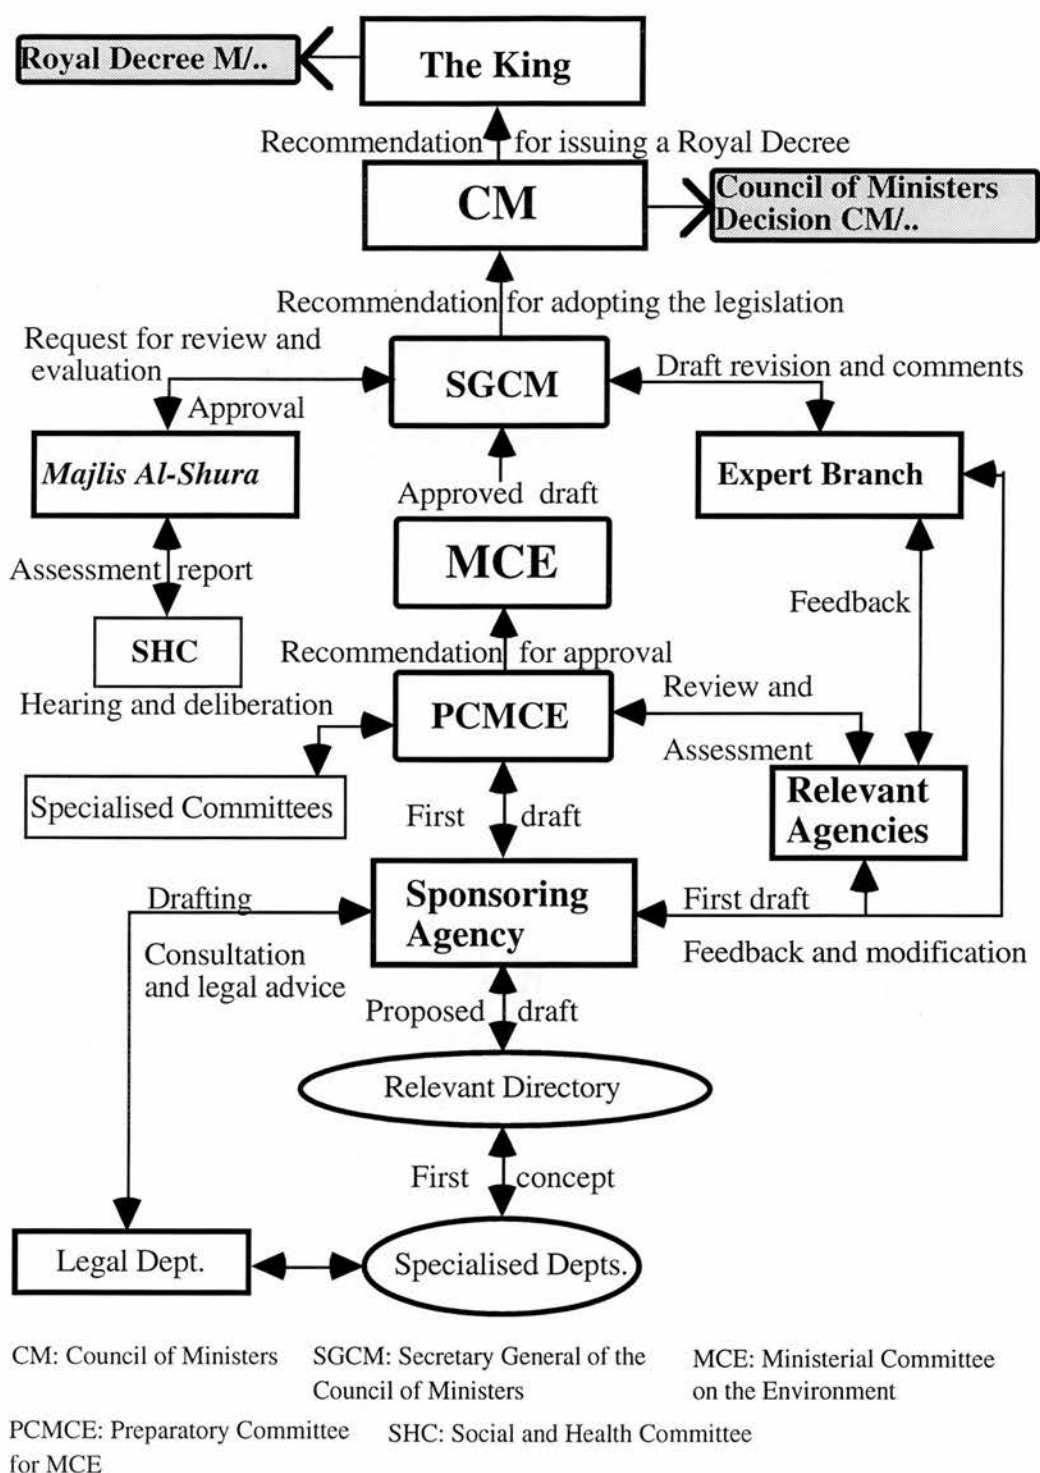 Royal Decree M/..
The King
Recommendation for issuing a Royal Decree
CM
Council of Ministers
Decision CM/..
Recommendation for adopting the legislation
Request for review and
evaluation
SGCM
Draft revision and comments
Approval
Majlis Al-Shura
Expert Branch
Approved draft
MCE
Assessment report
Feedback
SHC
Recommendation for approval
Hearing and deliberation
PCMCE
Review and
Assessment
Specialised Committees
First draft
Relevant
Agencies
Drafting
Sponsoring
Agency
First draft
Consultation
and legal advice
Feedback and modification
Proposed draft
Relevant Directory
First concept
Legal Dept.
Specialised Depts.
CM: Council of Ministers
SGCM: Secretary General of the
Council of Ministers
MCE: Ministerial Committee
on the Environment
PCMCE: Preparatory Committee
for MCE
SHC: Social and Health Committee